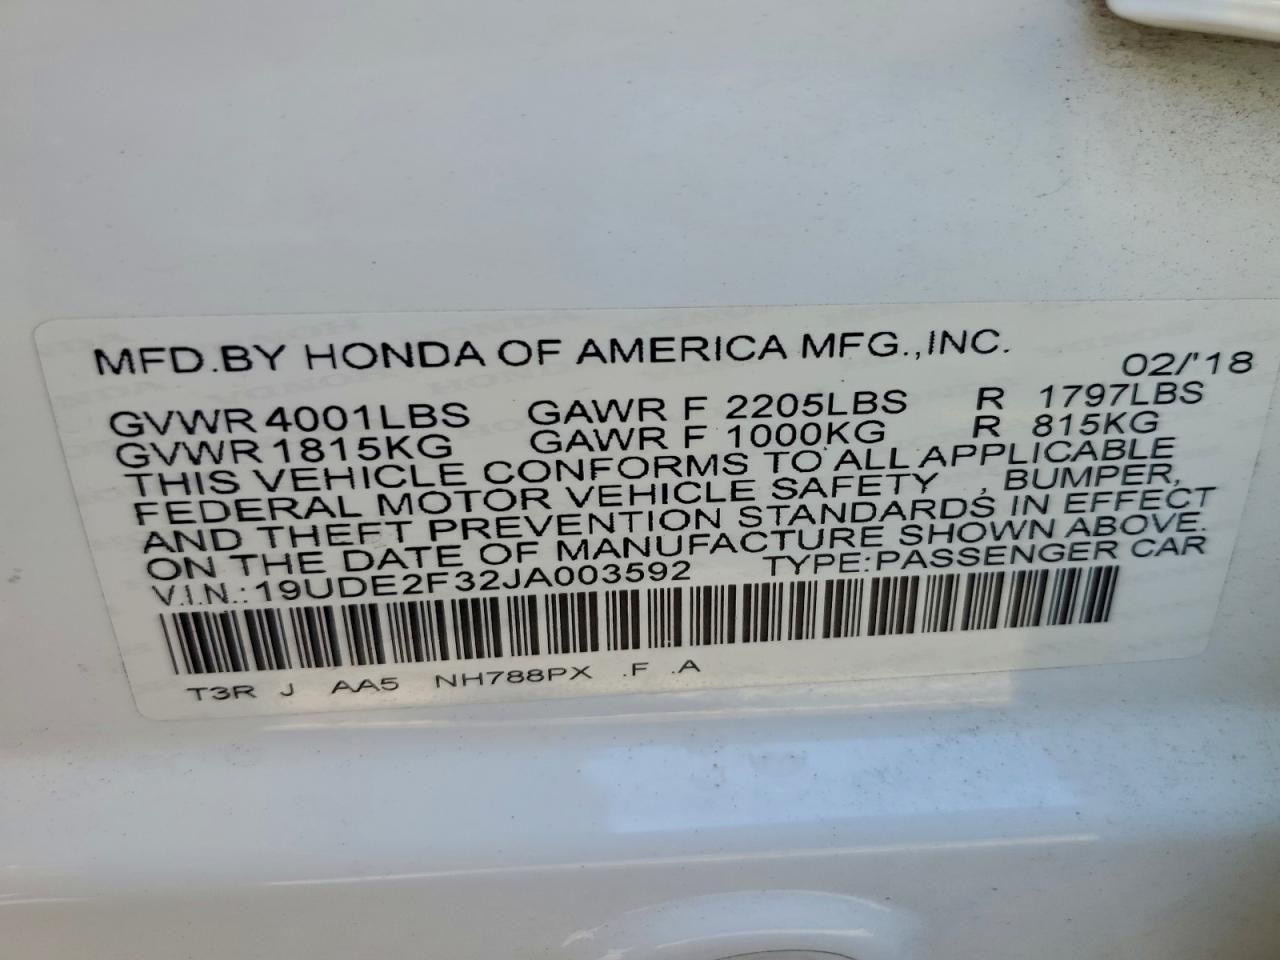 MFD.BY HONDA OF AMERICA MFG.,INC.
02/'18
GVWR 4001LBS GAWR F 2205LBS R 1797LBS
GVWR 1815KG GAWR F 1000KG R 815KG
THIS VEHICLE CONFORMS TO ALL APPLICABLE
FEDERAL MOTOR VEHICLE SAFETY , BUMPER,
AND THEFT PREVENTION STANDARDS IN EFFECT
ON THE DATE OF MANUFACTURE SHOWN ABOVE.
V.I.N.:19UDE2F32JA003592 TYPE:PASSENGER CAR
T3R J AA5 NH788PX .F .A